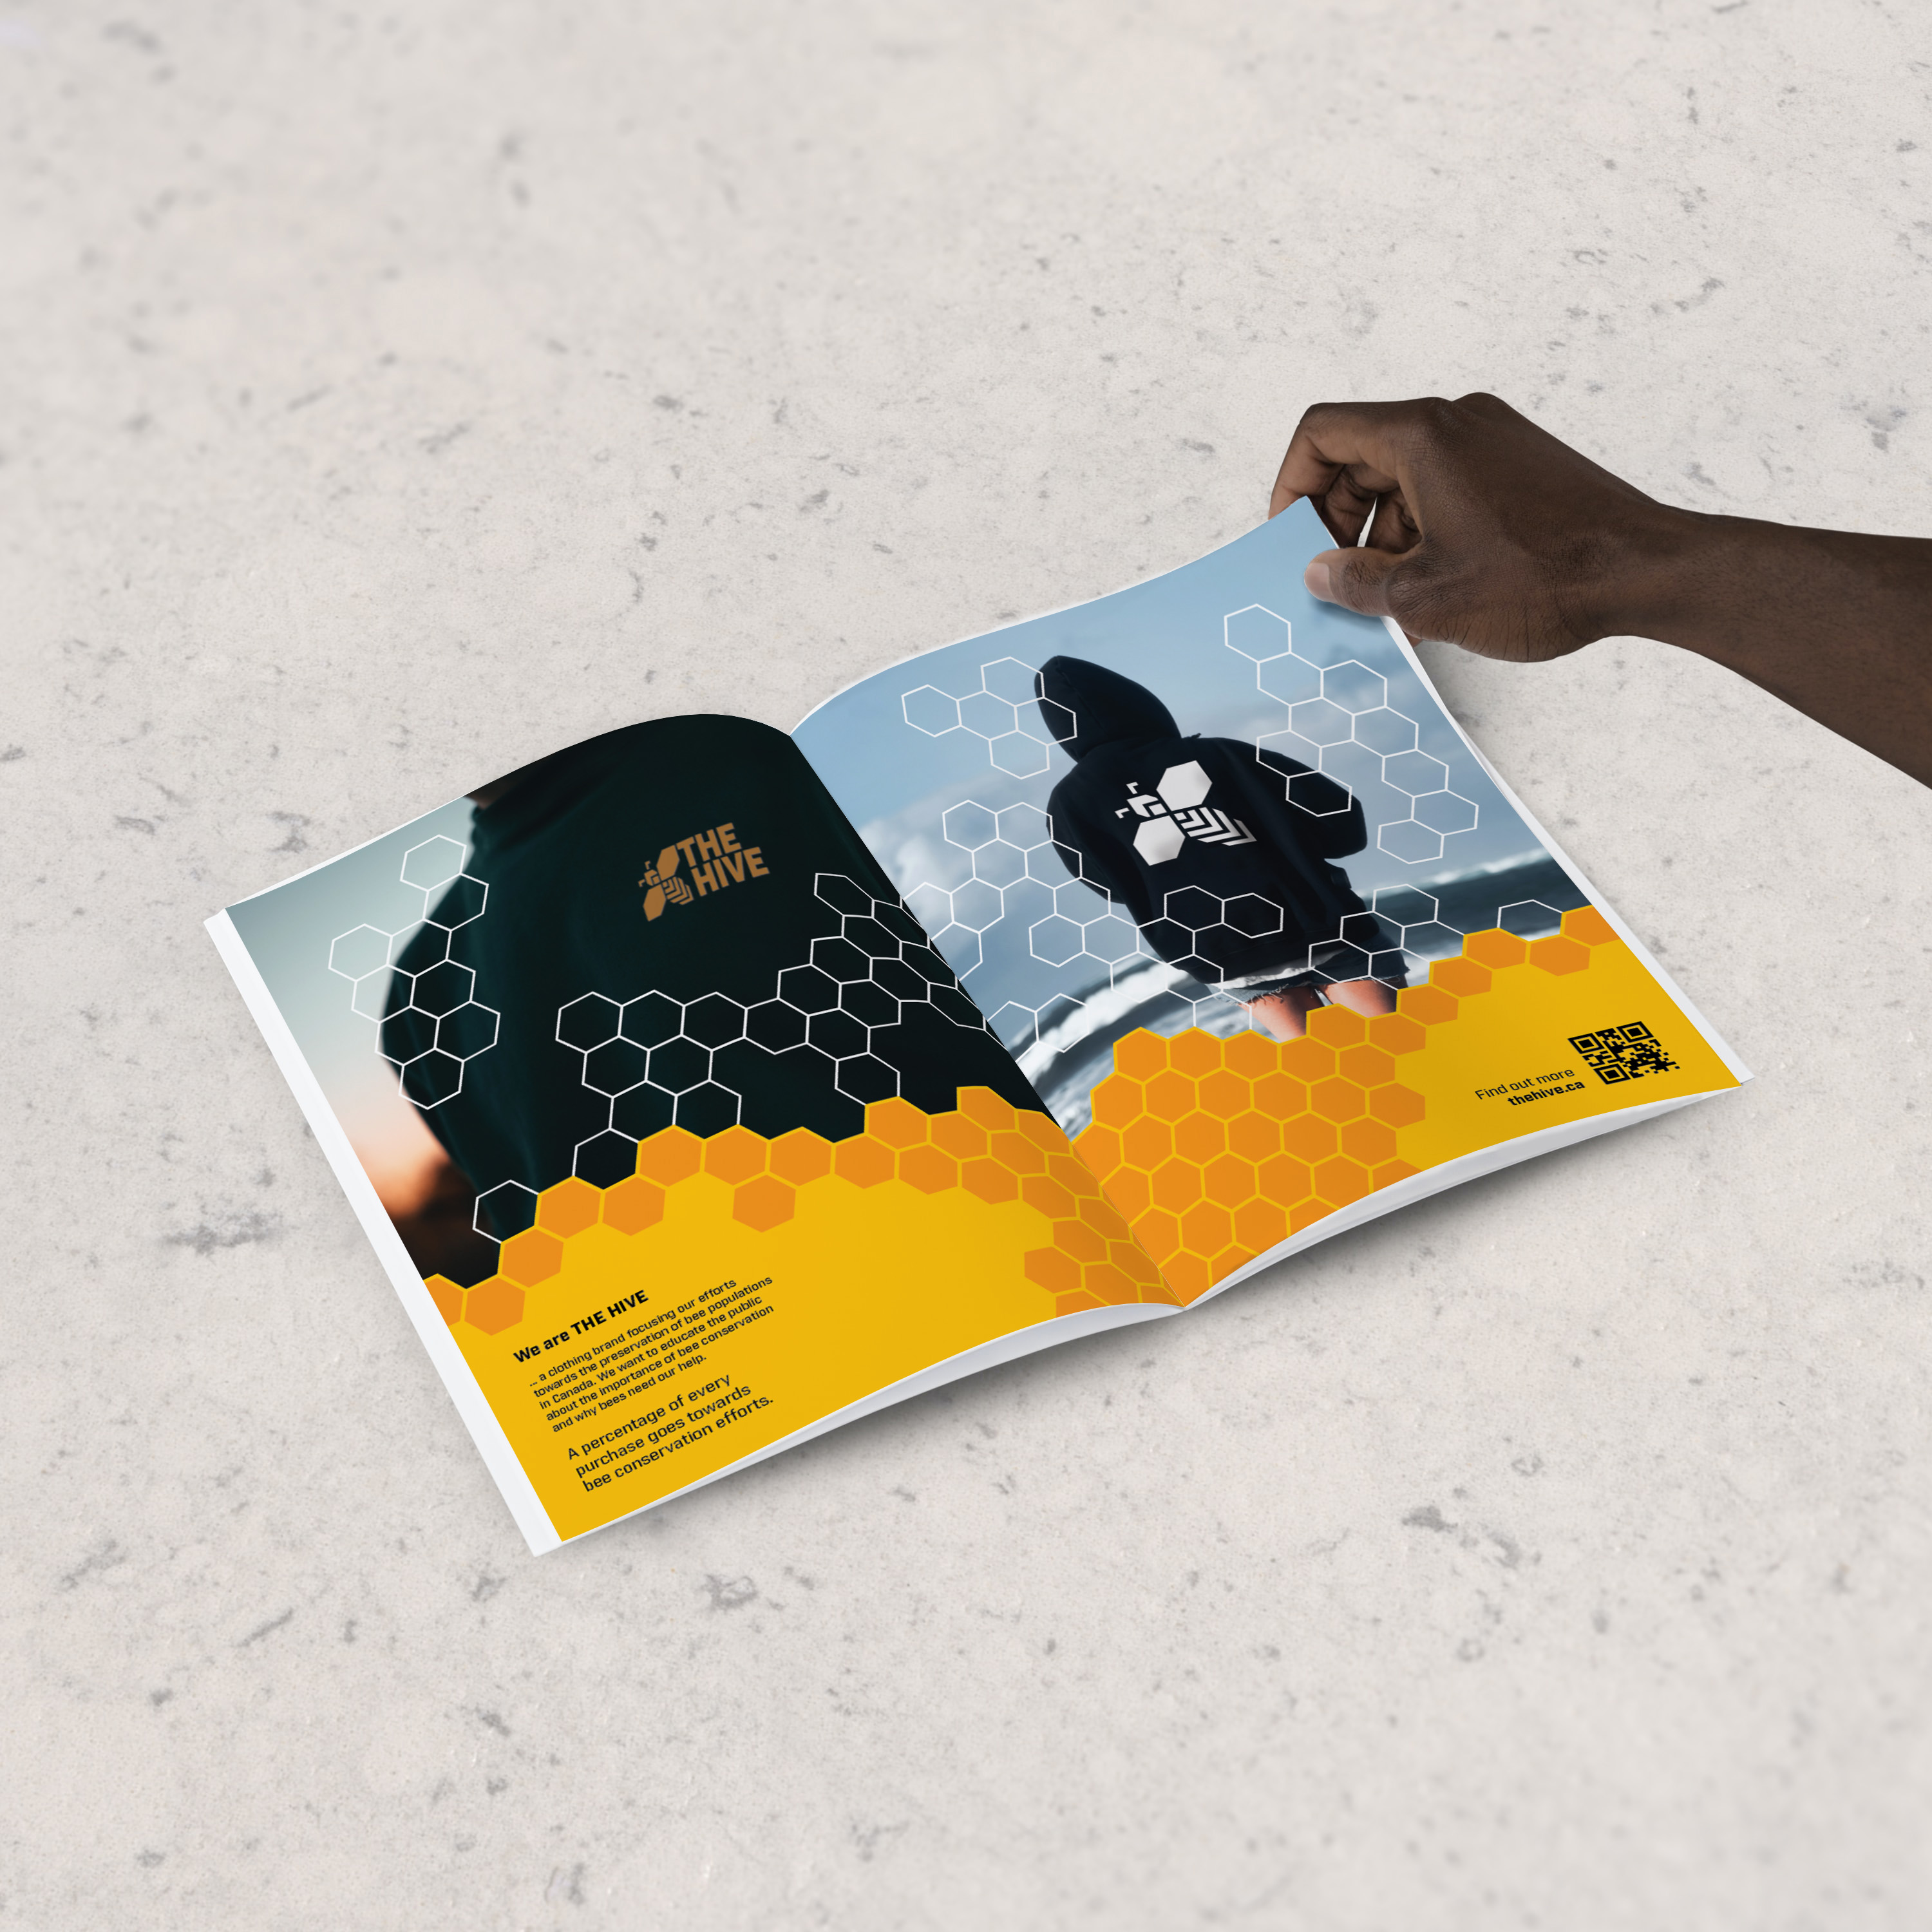 THE
HIVE
We are THE HIVE
... a clothing brand focusing our efforts
towards the preservation of bee populations
in Canada. We want to educate the public
about the importance of bee conservation
and why bees need our help.
A percentage of every
purchase goes towards
bee conservation efforts.
Find out more
thehive.ca